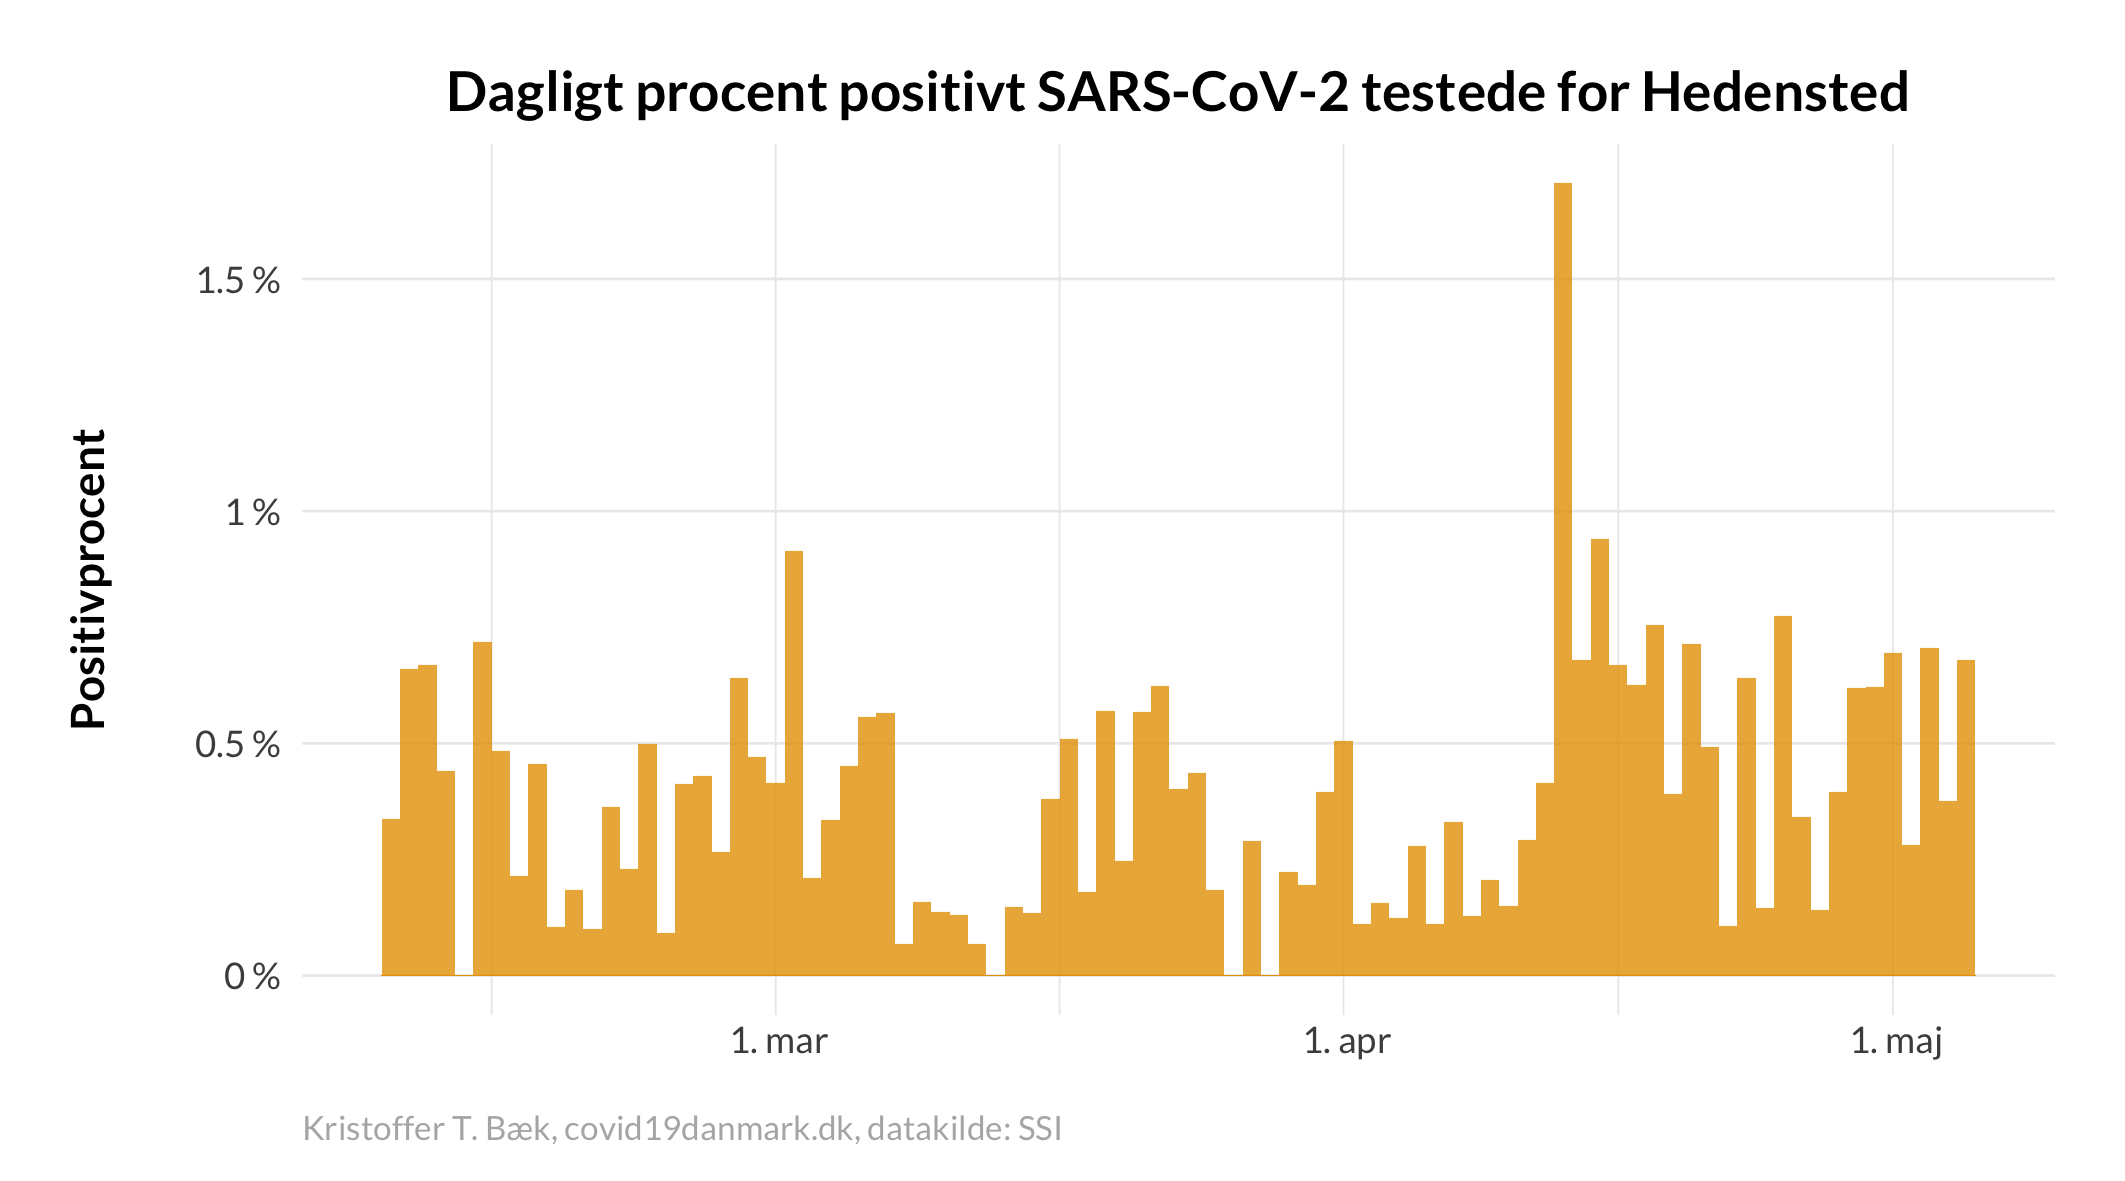 Dagligt procent positivt SARS-CoV-2 testede for Hedensted
Positivprocent
1.5 %
1 %
0.5 %
0 %
1. mar
1. apr
1. maj
Kristoffer T. Bæk, covid19danmark.dk, datakilde: SSI